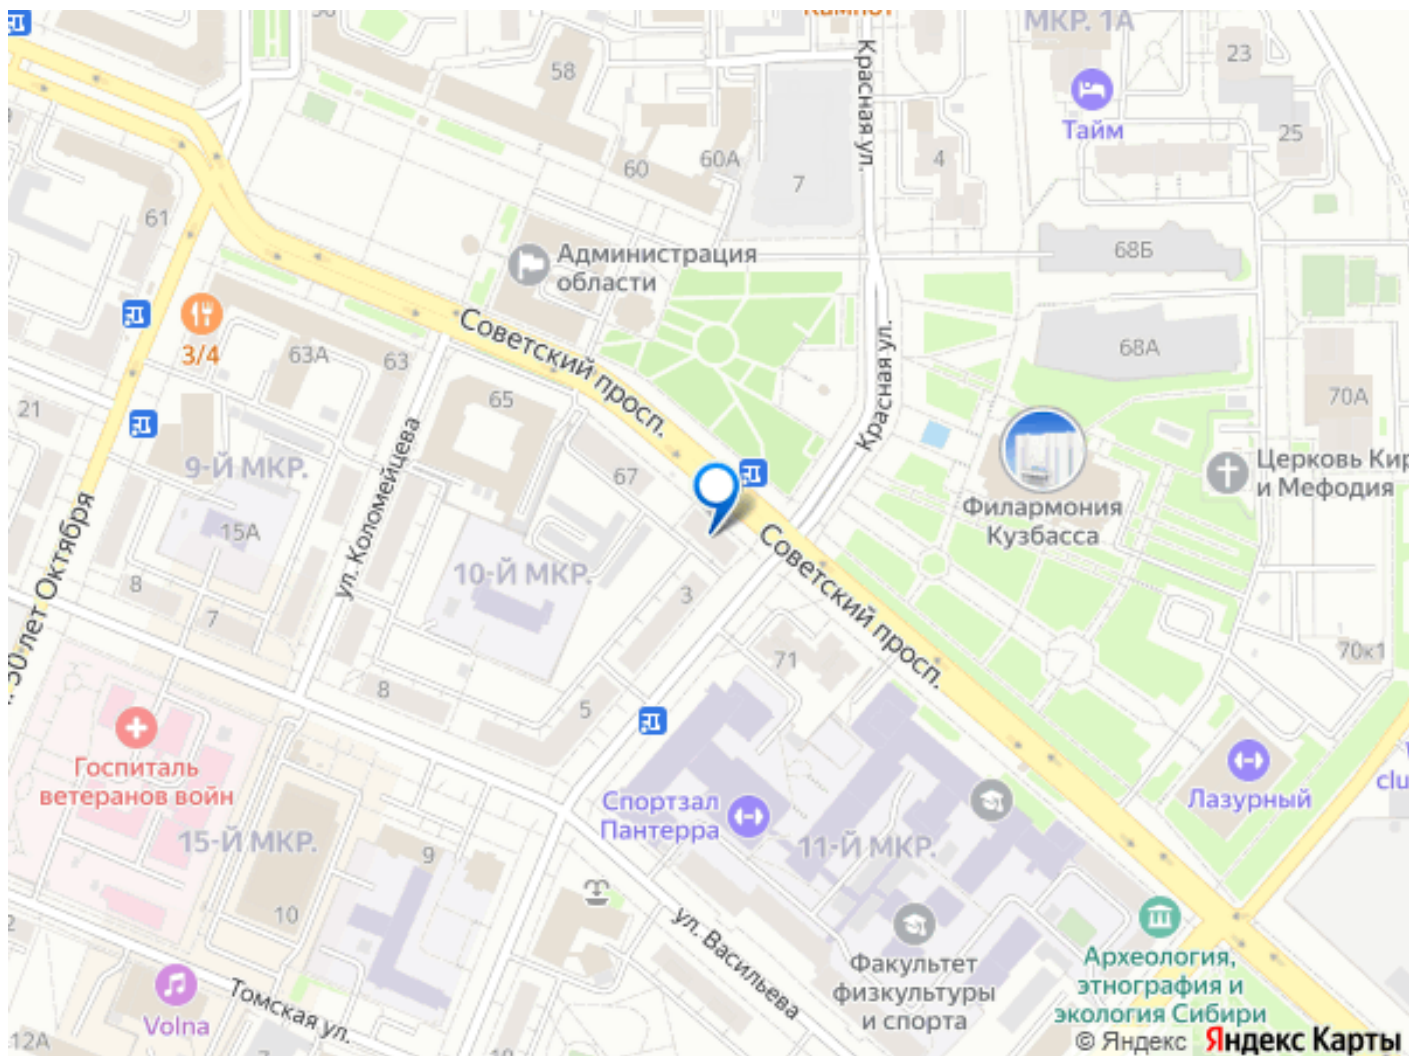 МКР. 1А
Красная ул.
58
23
Тайм
25
60А
60
4
7
61
Администрация
области
68Б
Советский просп.
3/4
63А
63
Красная ул.
68А
21
65
70А
9-Й МКР.
ул. Коломейцева
67
Церковь Кир
и Мефодия
Филармония
Кузбасса
15А
50 лет Октября
Советский просп.
10-Й МКР.
8
3
7
71
70к1
8
5
Госпиталь
ветеранов войн
Спортзал
Пантерра
Лазурный
clu
15-Й МКР.
9
11-Й МКР.
10
ул. Васильева
Факультет
физкультуры
и спорта
Археология,
этнография и
экология Сибири
Volna
Томская ул.
12А
© Яндекс Яндекс Карты